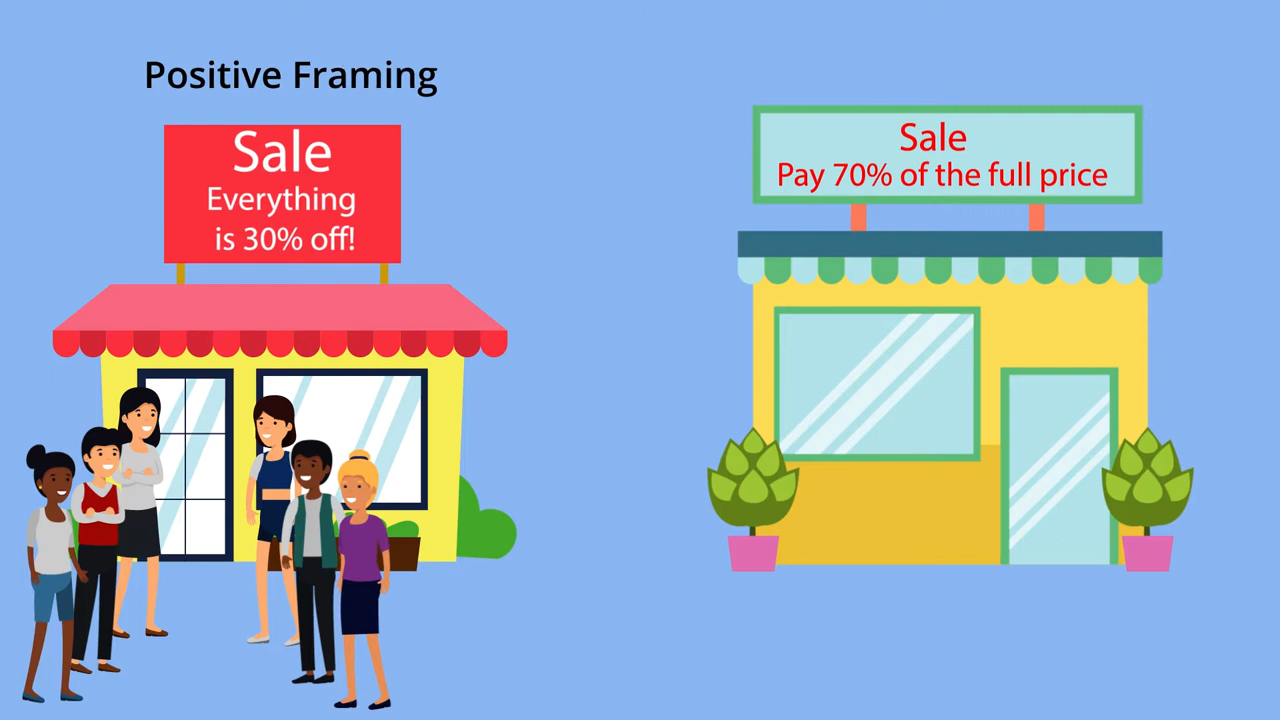 Positive Framing
Sale
Everything
is 30% off!
Sale
Pay 70% of the full price